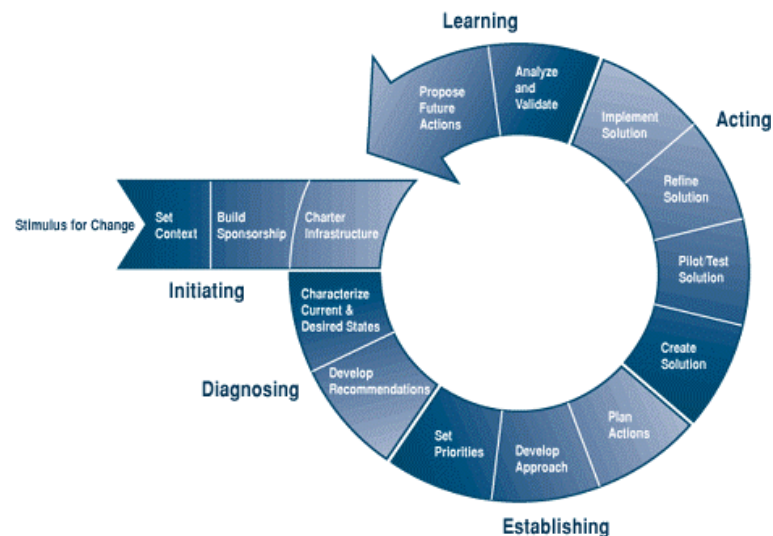 Learning
Propose
Future
Actions
Analyze
and
Validate
Implement
Solution
Acting
Refine
Solution
Pilot/Test
Solution
Create
Solution
Stimulus for Change
Set
Context
Build
Sponsorship
Charter
Infrastructure
Initiating
Characterize
Current &
Desired States
Diagnosing
Develop
Recommendations
Set
Priorities
Develop
Approach
Plan
Actions
Establishing